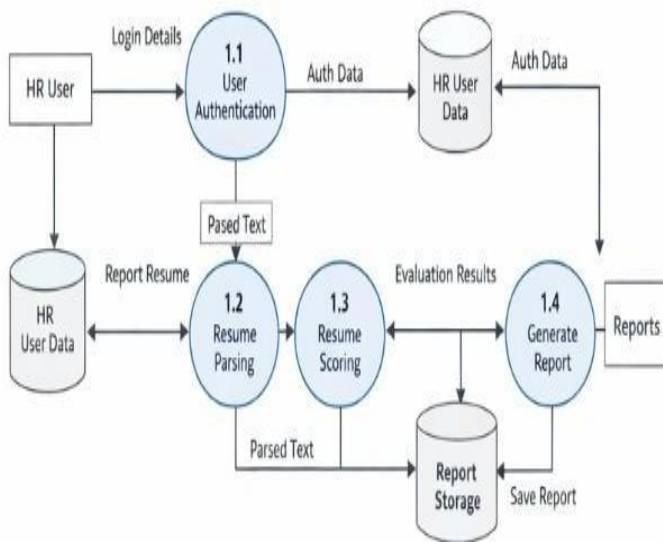 Login Details
1.1
User
Authentication
Auth Data
HR User
Data
Auth Data
HR User
Pased Text
HR
User Data
Report Resume
1.2
Resume
Parsing
1.3
Resume
Scoring
Evaluation Results
1.4
Generate
Report
Reports
Parsed Text
Report
Storage
Save Report